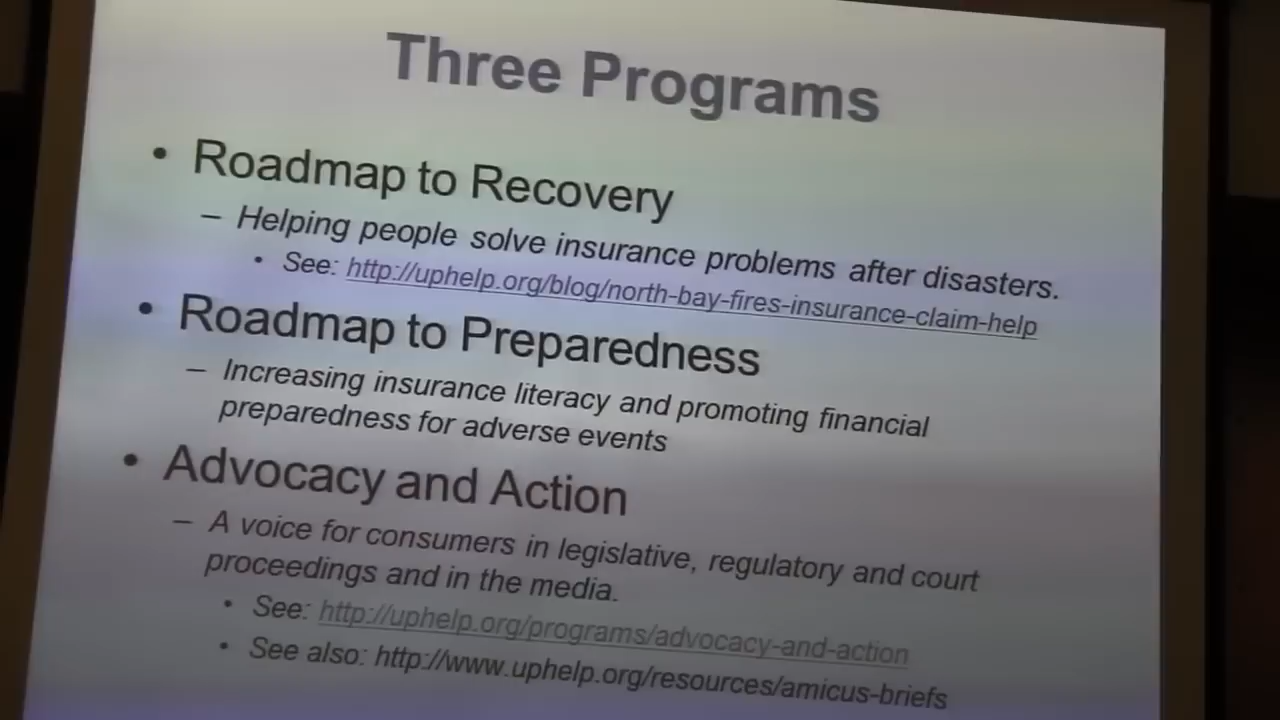 Three Programs
• Roadmap to Recovery
– Helping people solve insurance problems after disasters.
• See: http://uphelp.org/blog/north-bay-fires-insurance-claim-help
• Roadmap to Preparedness
– Increasing insurance literacy and promoting financial
preparedness for adverse events
• Advocacy and Action
– A voice for consumers in legislative, regulatory and court
proceedings and in the media.
• See: http://uphelp.org/programs/advocacy-and-action
• See also: http://www.uphelp.org/resources/amicus-briefs